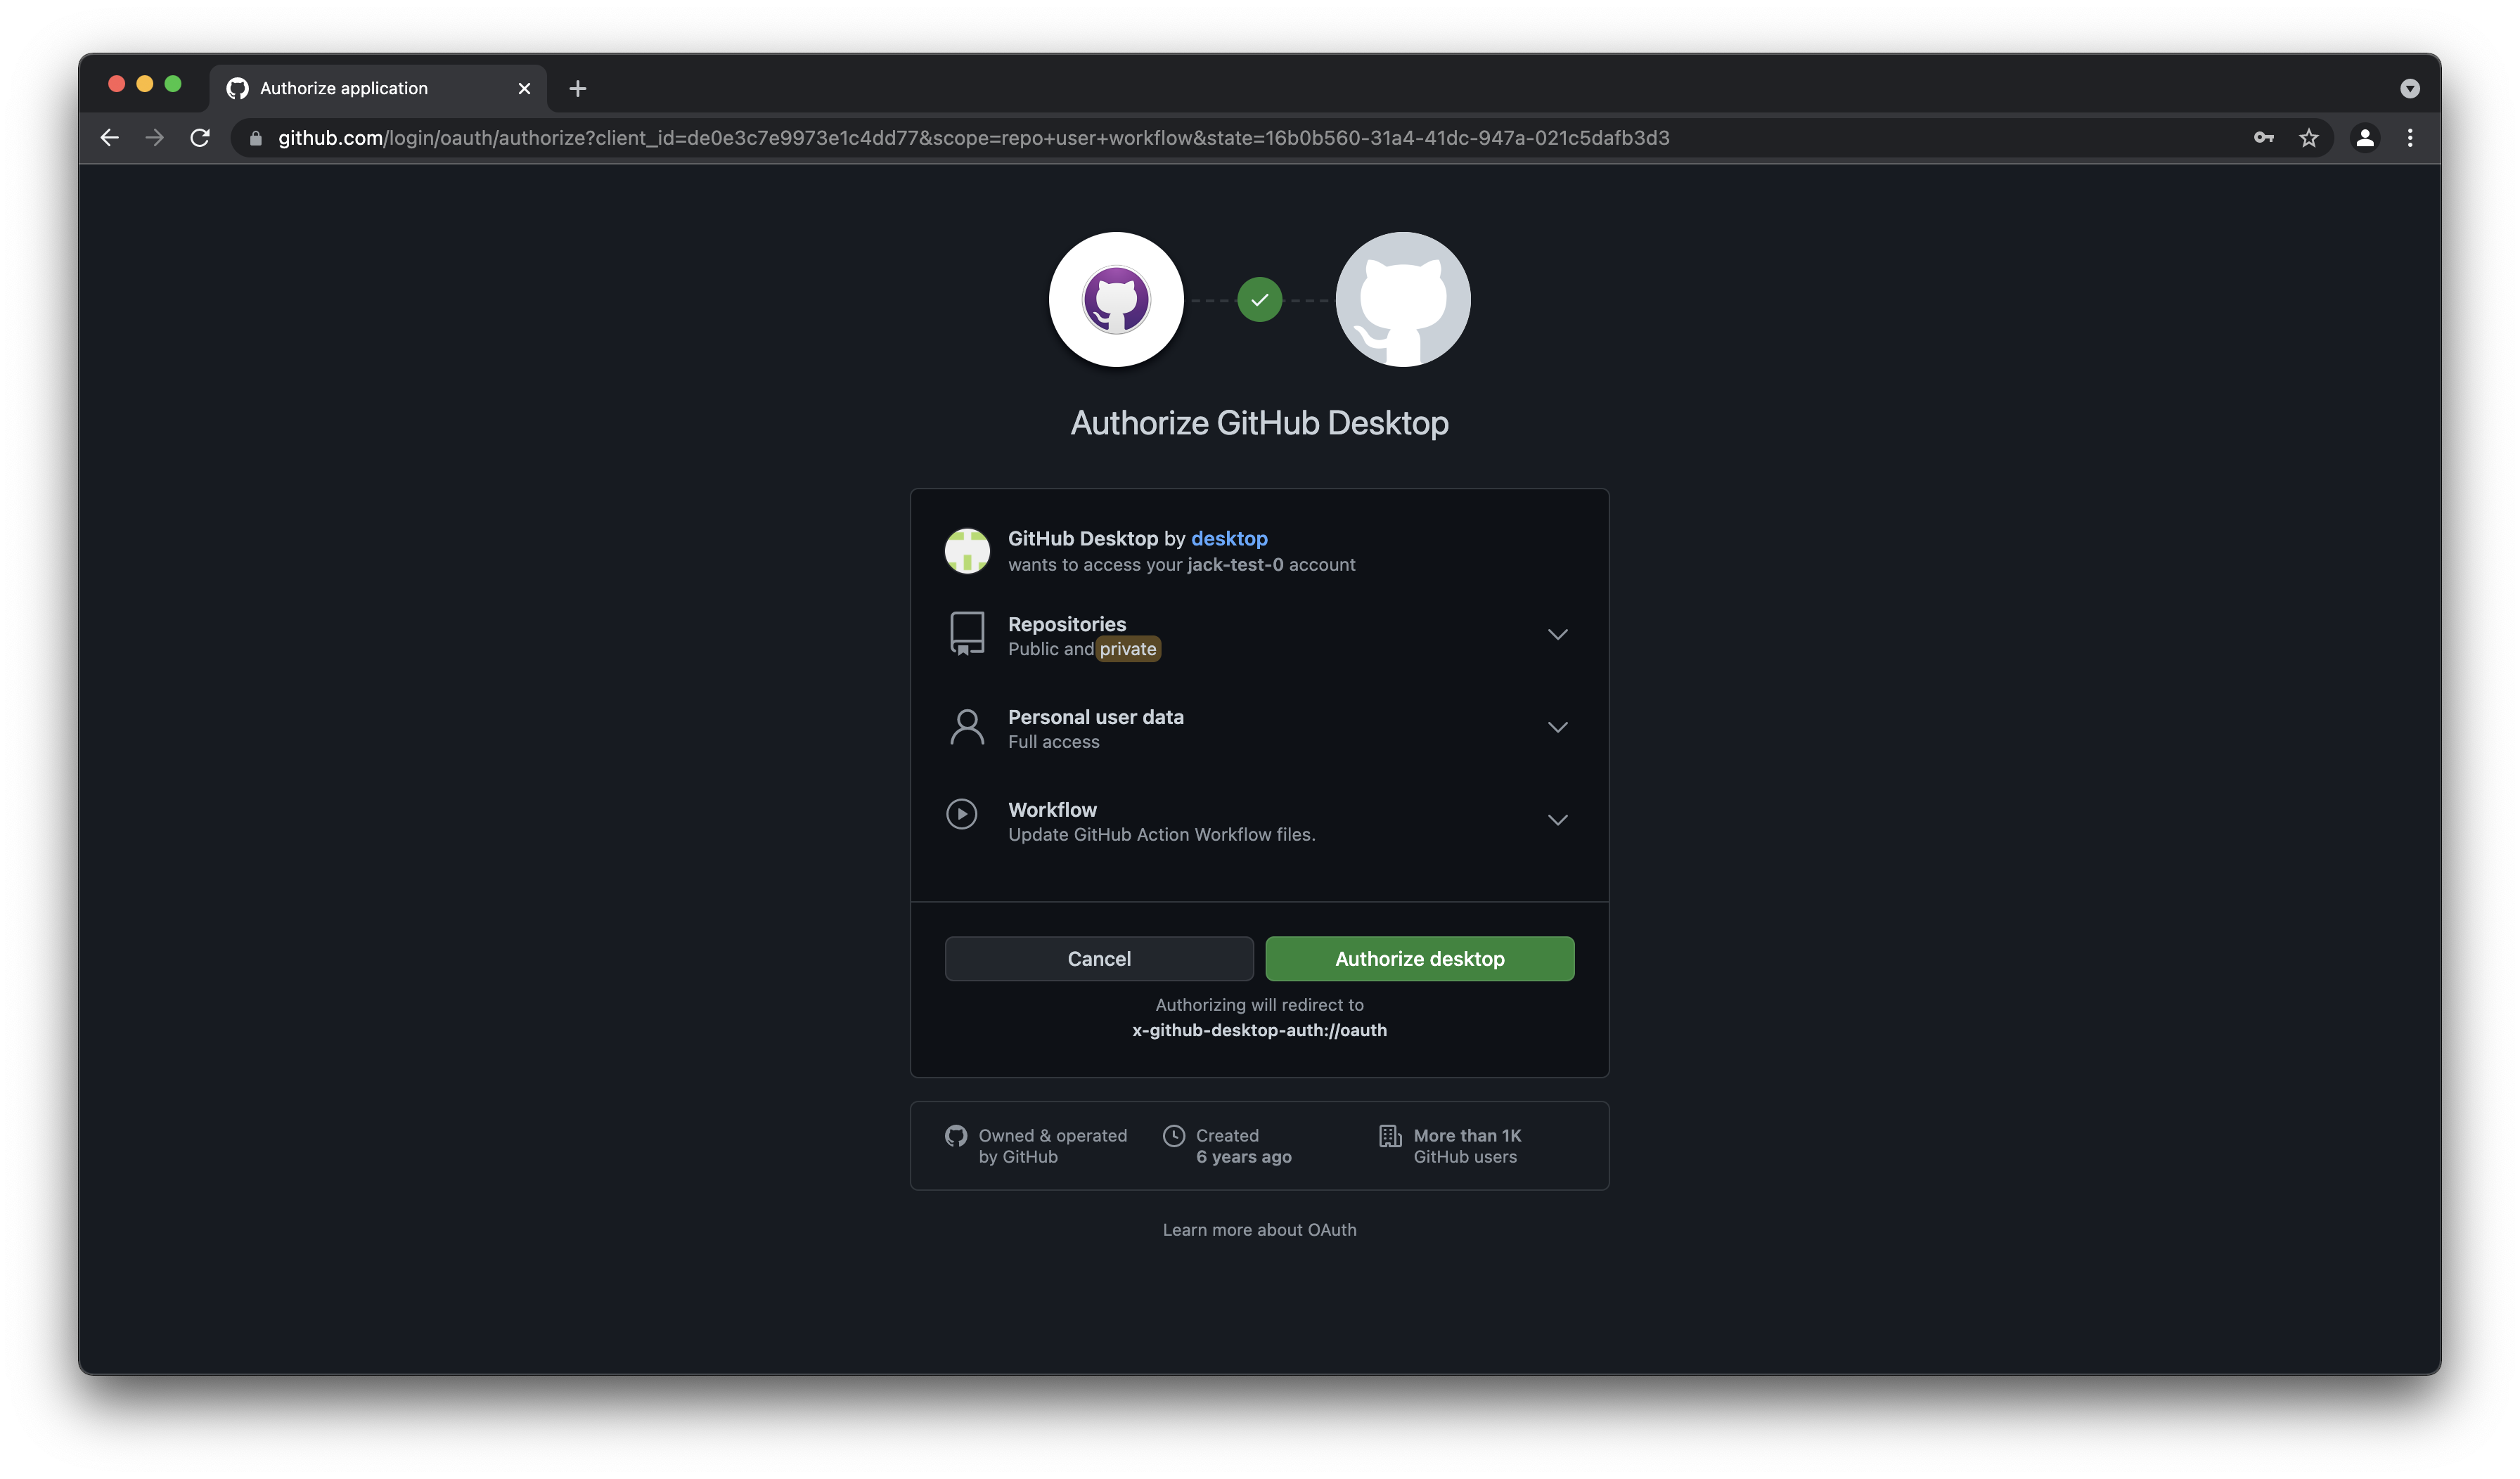 Authorize application
github.com/login/oauth/authorize?client_id=de0e3c7e9973e1c4dd77&scope=repo+user+workflow&state=16b0b560-31a4-41dc-947a-021c5dafb3d3
Authorize GitHub Desktop
GitHub Desktop by desktop
wants to access your jack-test-0 account
Repositories
Public and private
Personal user data
Full access
Workflow
Update GitHub Action Workflow files.
Cancel
Authorize desktop
Authorizing will redirect to
x-github-desktop-auth://oauth
Owned & operated
by GitHub
Created
6 years ago
More than 1K
GitHub users
Learn more about OAuth